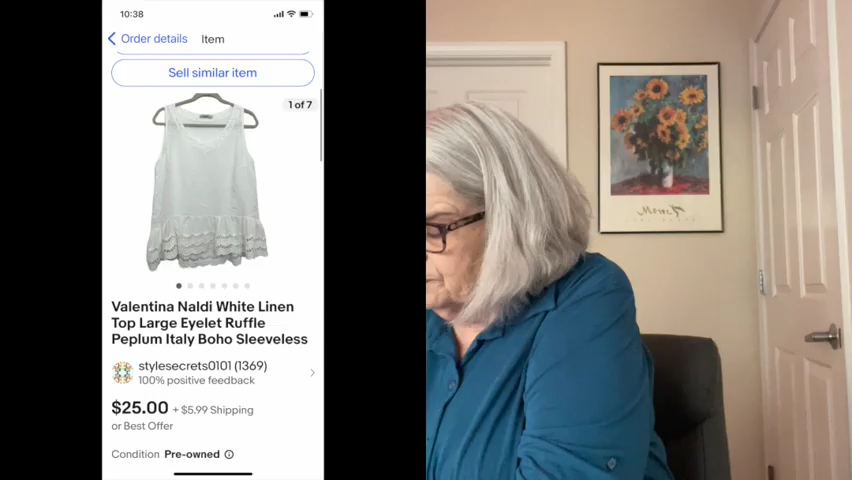 10:38
Order details Item
Sell similar item
1 of 7
Valentina Naldi White Linen
Top Large Eyelet Ruffle
Peplum Italy Boho Sleeveless
stylesecrets0101 (1369)
100% positive feedback
$25.00 + $5.99 Shipping
or Best Offer
Condition Pre-owned
Monet